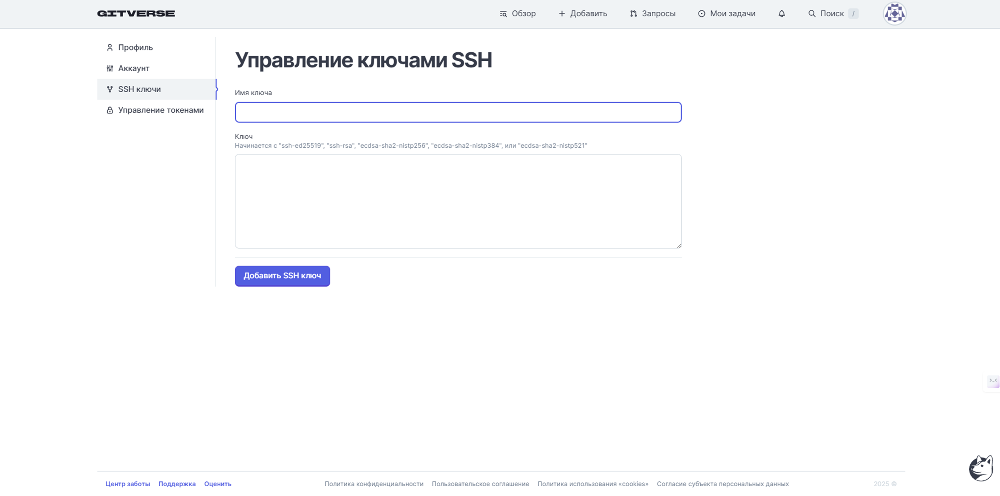 GITVERSE
Обзор
Добавить
Запросы
Мои задачи
Поиск /
Профиль
Аккаунт
SSH ключи
Управление токенами
Управление ключами SSH
Имя ключа
Ключ
Начинается с "ssh-ed25519", "ssh-rsa", "ecdsa-sha2-nistp256", "ecdsa-sha2-nistp384", или "ecdsa-sha2-nistp521"
Добавить SSH ключ
Центр заботы Поддержка Оценить
Политика конфиденциальности Пользовательское соглашение Политика использования «cookies» Согласие субъекта персональных данных
2025 ©